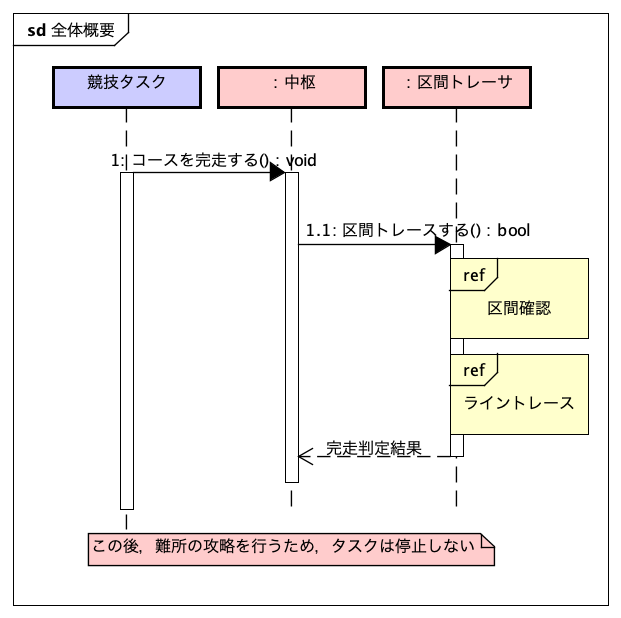 sd 全体概要
競技タスク
: 中枢
: 区間トレーサ
1: コースを完走する() : void
1.1: 区間トレースする() : bool
ref
区間確認
ref
ライントレース
完走判定結果
この後，難所の攻略を行うため，タスクは停止しない